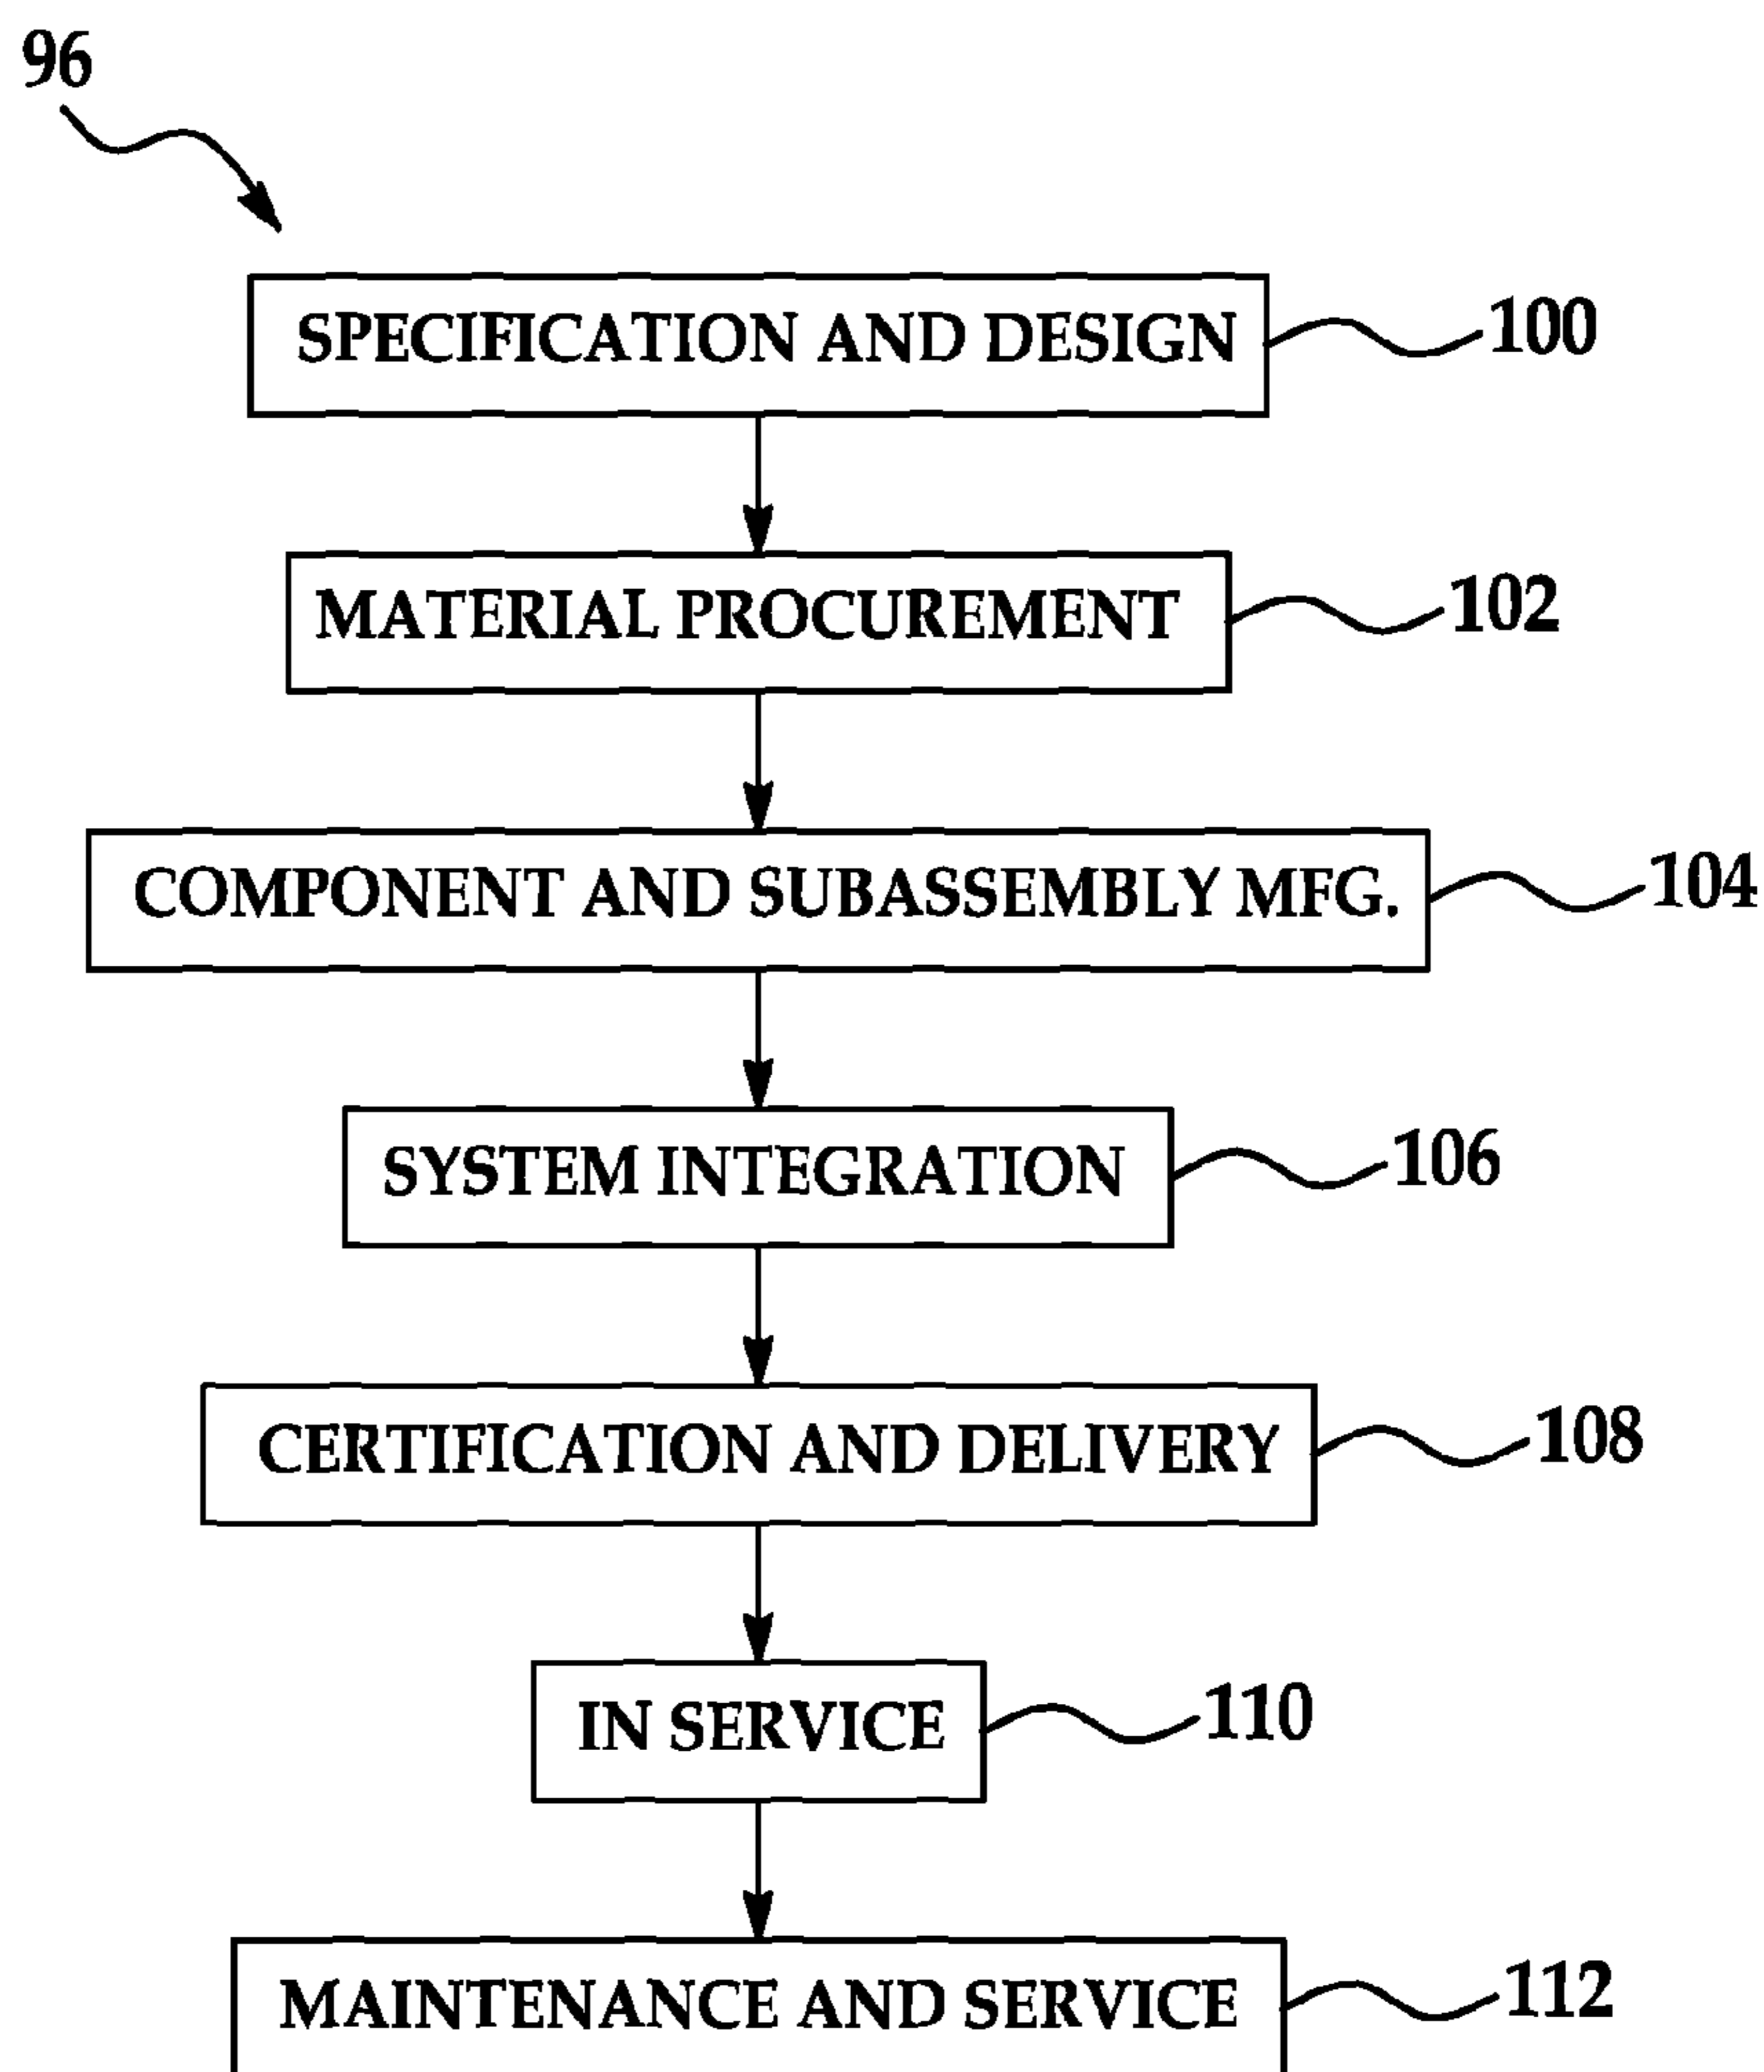 96
SPECIFICATION AND DESIGN 100
MATERIAL PROCUREMENT 102
COMPONENT AND SUBASSEMBLY MFG. 104
SYSTEM INTEGRATION 106
CERTIFICATION AND DELIVERY 108
IN SERVICE 110
MAINTENANCE AND SERVICE 112